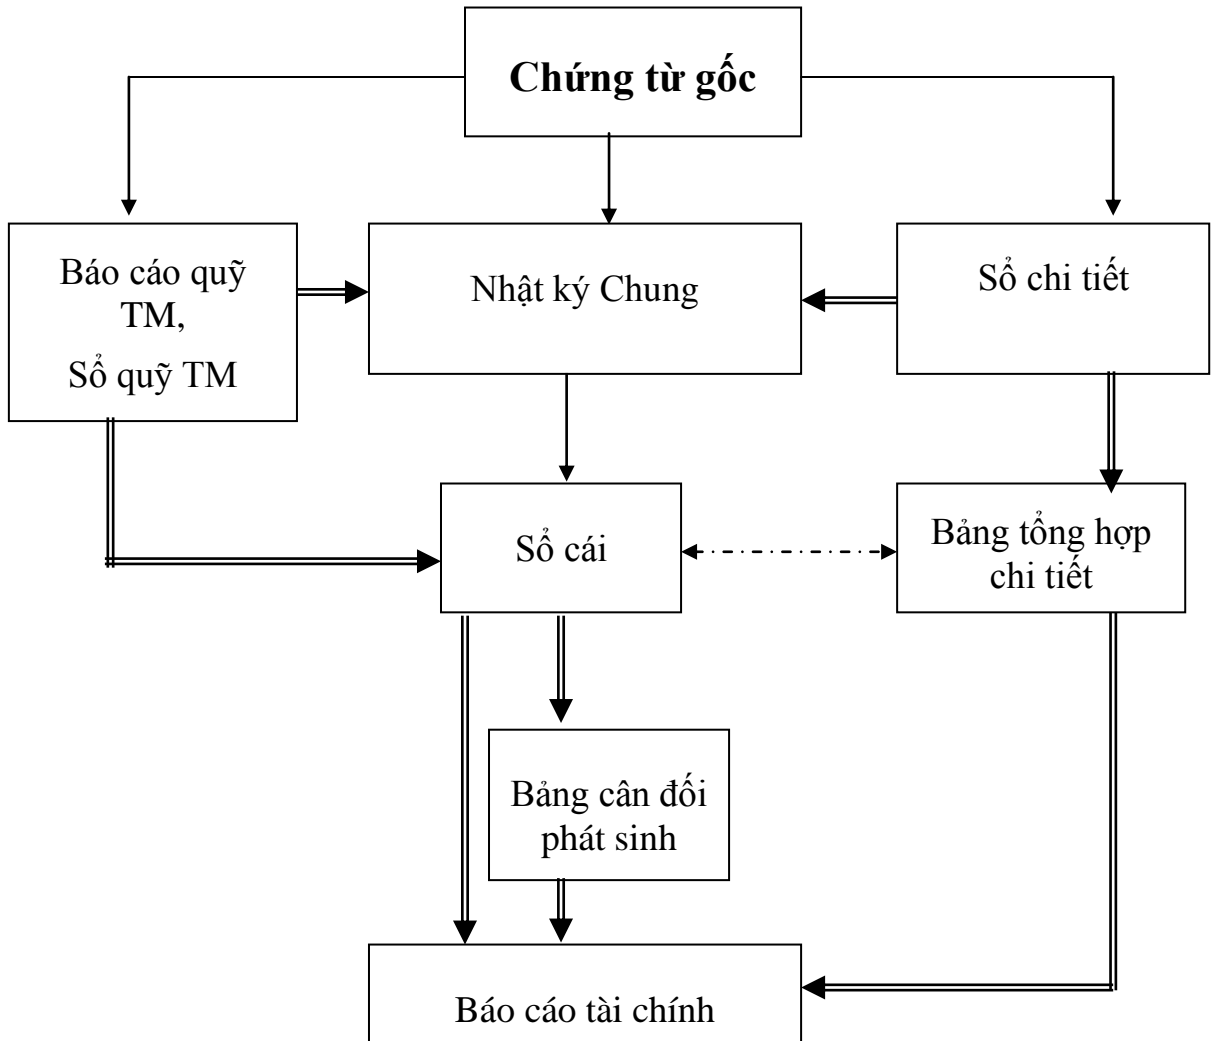 Chứng từ gốc
Báo cáo quỹ
TM,
Sổ quỹ TM
Nhật ký Chung
Sổ chi tiết
Sổ cái
Bảng tổng hợp
chi tiết
Bảng cân đối
phát sinh
Báo cáo tài chính